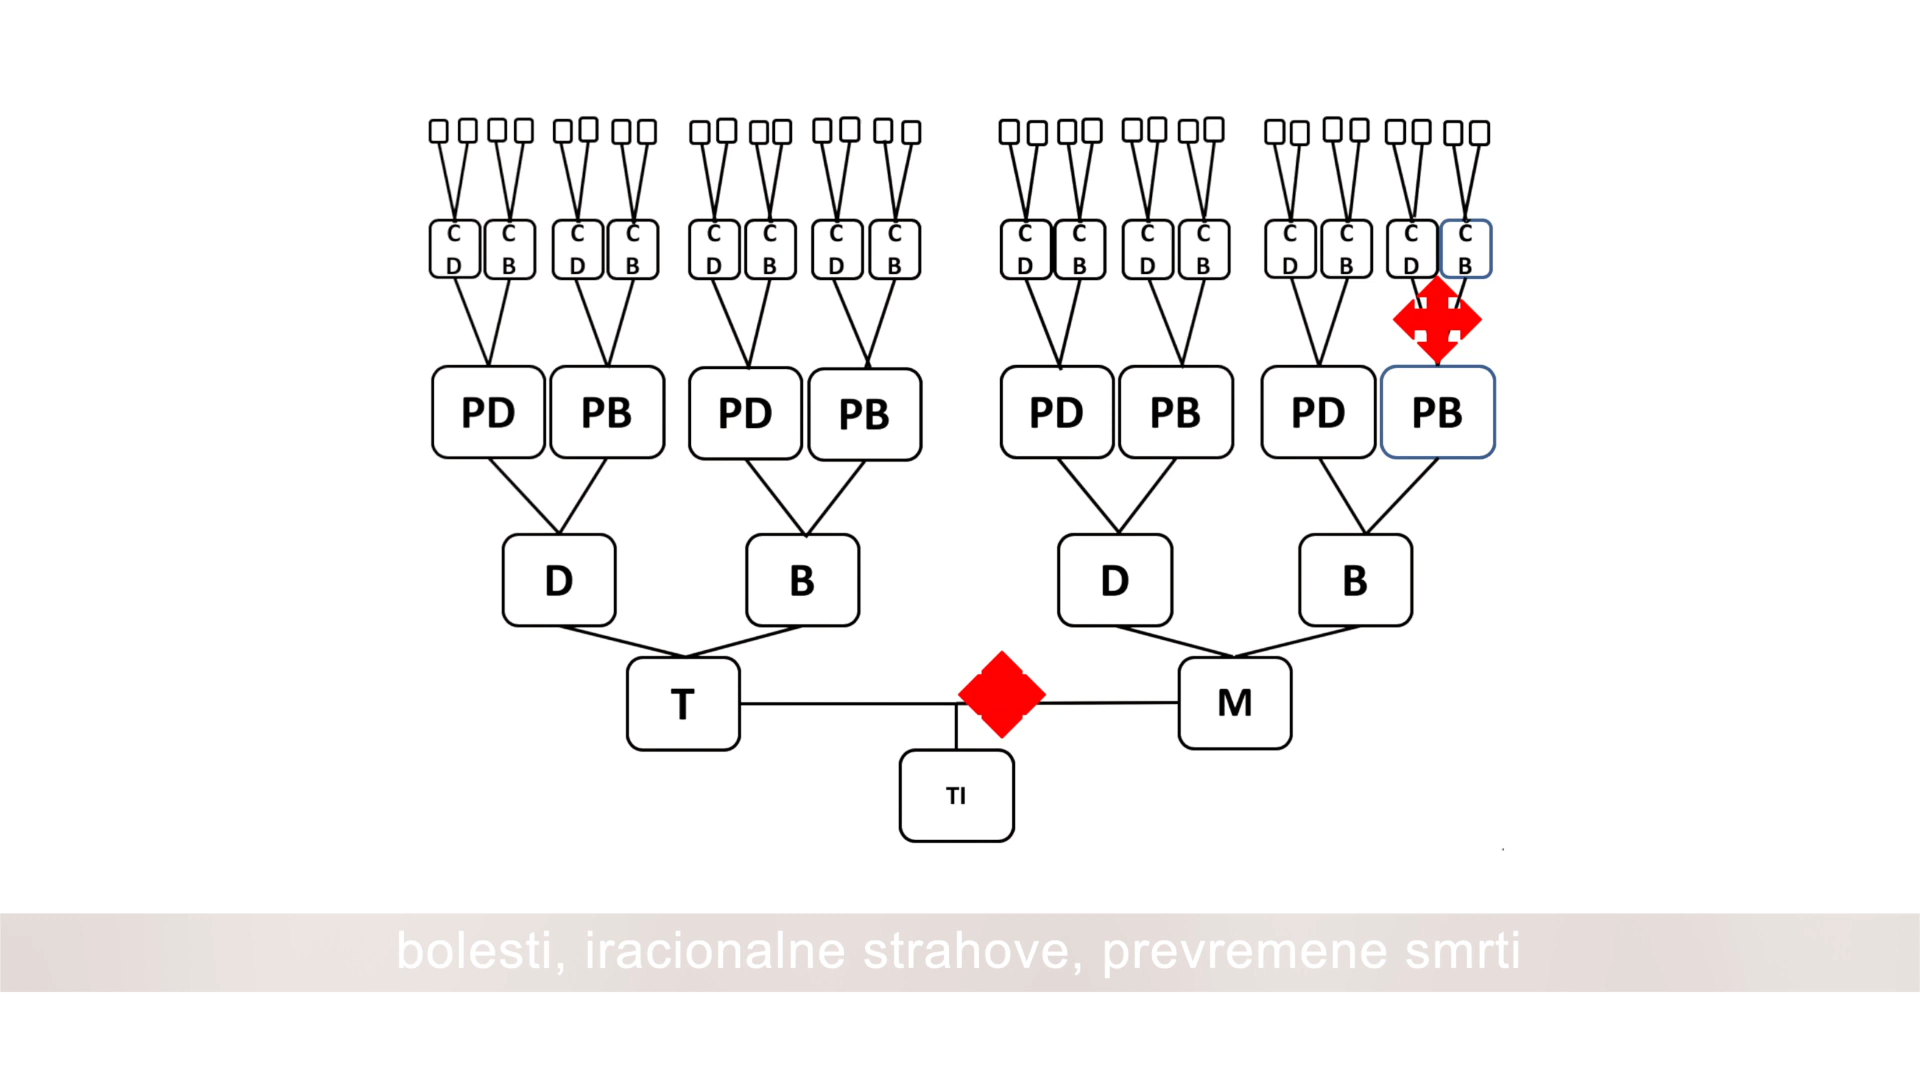 C C C C C C C C C C C C C C C C
D B D B D B D B D B D B D B D B
PD PB PD PB PD PB PD PB
D B D B
T M
TI
bolesti, iracionalne strahove, prevremene smrti